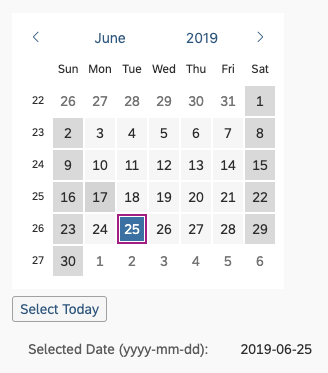 June 2019
Sun Mon Tue Wed Thu Fri Sat
22 26 27 28 29 30 31 1
23 2 3 4 5 6 7 8
24 9 10 11 12 13 14 15
25 16 17 18 19 20 21 22
26 23 24 25 26 27 28 29
27 30 1 2 3 4 5 6
Select Today
Selected Date (yyyy-mm-dd): 2019-06-25